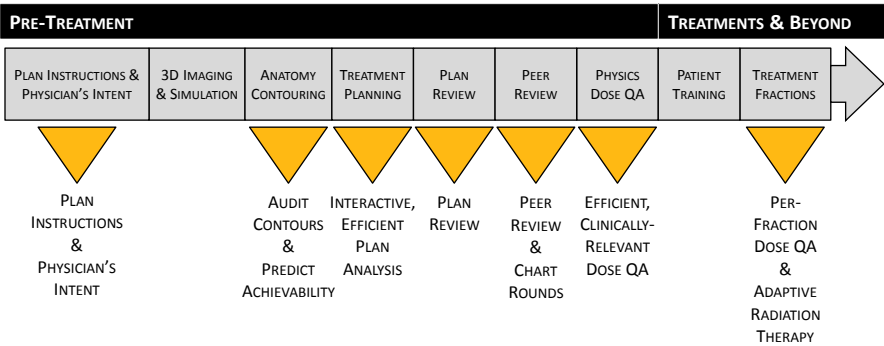 PRE-TREATMENT
TREATMENTS & BEYOND
PLAN INSTRUCTIONS &
PHYSICIAN'S INTENT
3D IMAGING
& SIMULATION
ANATOMY
CONTOURING
TREATMENT
PLANNING
PLAN
REVIEW
PEER
REVIEW
PHYSICS
DOSE QA
PATIENT
TRAINING
TREATMENT
FRACTIONS
PLAN
INSTRUCTIONS
&
PHYSICIAN'S
INTENT
AUDIT
CONTOURS
&
PREDICT
ACHIEVABILITY
INTERACTIVE,
EFFICIENT
PLAN
ANALYSIS
PLAN
REVIEW
PEER
REVIEW
&
CHART
ROUNDS
EFFICIENT,
CLINICALLY-
RELEVANT
DOSE QA
PER-
FRACTION
DOSE QA
&
ADAPTIVE
RADIATION
THERAPY